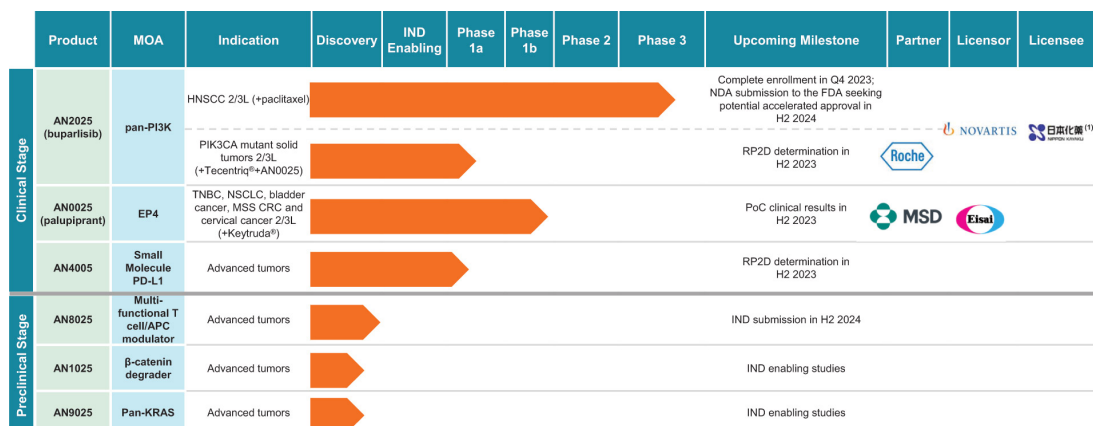 Product
MOA
Indication
Discovery
IND
Enabling
Phase
1a
Phase
1b
Phase 2
Phase 3
Upcoming Milestone
Partner
Licensor
Licensee
Clinical Stage
AN2025
(buparlisib)
pan-PI3K
HNSCC 2/3L (+paclitaxel)
Complete enrollment in Q4 2023;
NDA submission to the FDA seeking
potential accelerated approval in
H2 2024
PIK3CA mutant solid
tumors 2/3L
(+Tecentriq®+AN0025)
RP2D determination in
H2 2023
Roche
NOVARTIS
日本化薬(1)
NIPPON KAYAKU
AN0025
(palupiprant)
EP4
TNBC, NSCLC, bladder
cancer, MSS CRC and
cervical cancer 2/3L
(+Keytruda®)
PoC clinical results in
H2 2023
MSD
Eisai
AN4005
Small
Molecule
PD-L1
Advanced tumors
RP2D determination in
H2 2023
Preclinical Stage
AN8025
Multi-
functional T
cell/APC
modulator
Advanced tumors
IND submission in H2 2024
AN1025
β-catenin
degrader
Advanced tumors
IND enabling studies
AN9025
Pan-KRAS
Advanced tumors
IND enabling studies